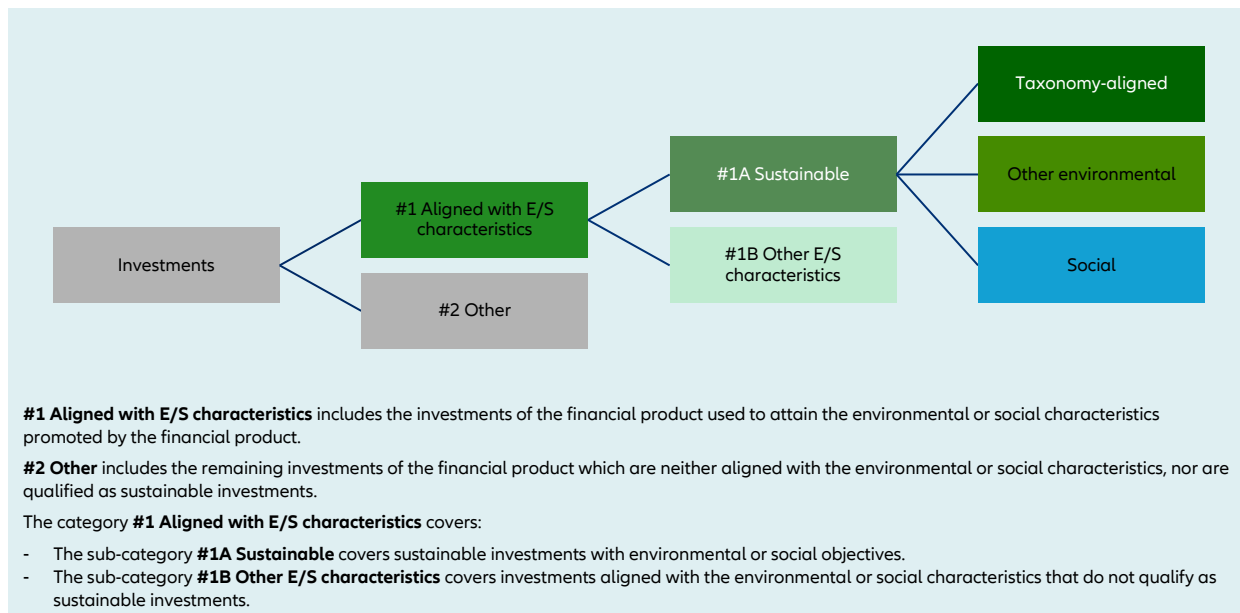 Taxonomy-aligned
#1A Sustainable
Other environmental
#1 Aligned with E/S
characteristics
Investments
#1B Other E/S
characteristics
Social
#2 Other
#1 Aligned with E/S characteristics includes the investments of the financial product used to attain the environmental or social characteristics
promoted by the financial product.
#2 Other includes the remaining investments of the financial product which are neither aligned with the environmental or social characteristics, nor are
qualified as sustainable investments.
The category #1 Aligned with E/S characteristics covers:
- The sub-category #1A Sustainable covers sustainable investments with environmental or social objectives.
- The sub-category #1B Other E/S characteristics covers investments aligned with the environmental or social characteristics that do not qualify as
sustainable investments.